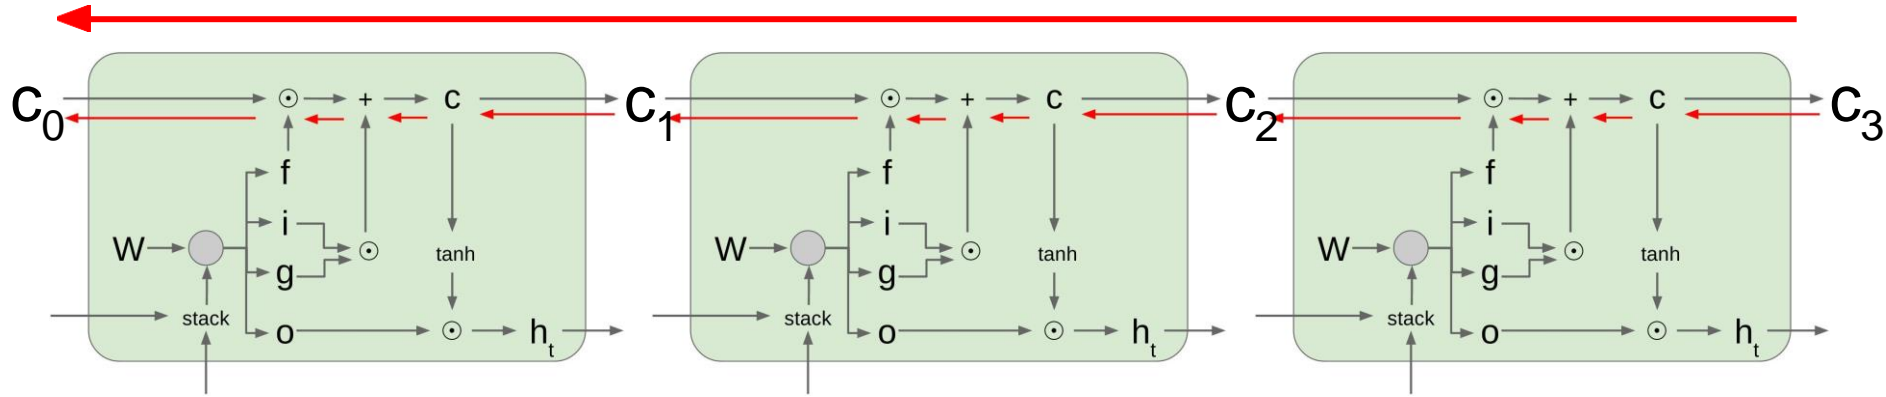 c0 ⊙ + c c1 ⊙ + c c2 ⊙ + c c3
f f f
i i i
W ⊙ tanh W ⊙ tanh W ⊙ tanh
g g g
stack stack stack
o ⊙ ht o ⊙ ht o ⊙ ht